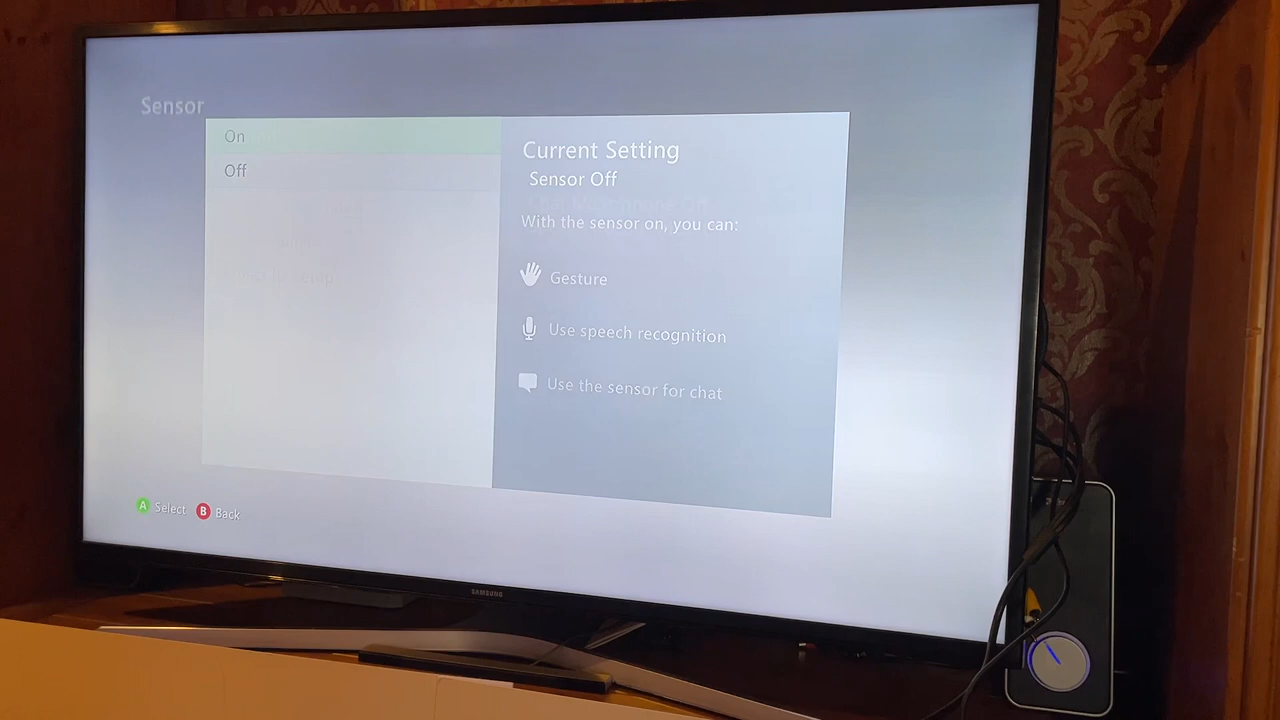 Sensor
On
Off
Current Setting
Sensor Off
With the sensor on, you can:
Gesture
Use speech recognition
Use the sensor for chat
A Select B Back
SAMSUNG